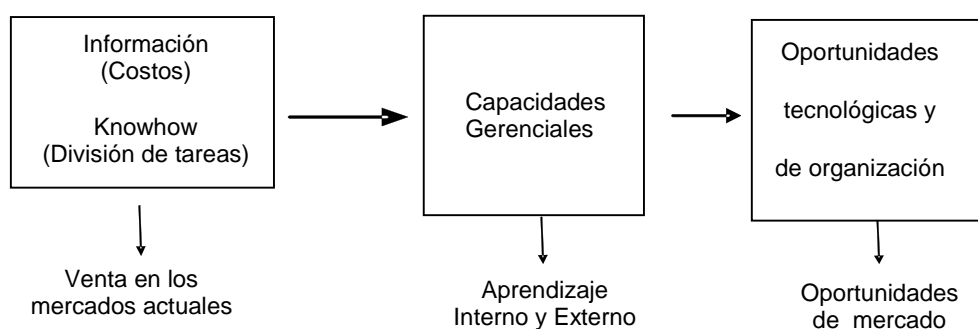 Información
(Costos)
Knowhow
(División de tareas)
Capacidades
Gerenciales
Oportunidades
tecnológicas y
de organización
Venta en los
mercados actuales
Aprendizaje
Interno y Externo
Oportunidades
de mercado